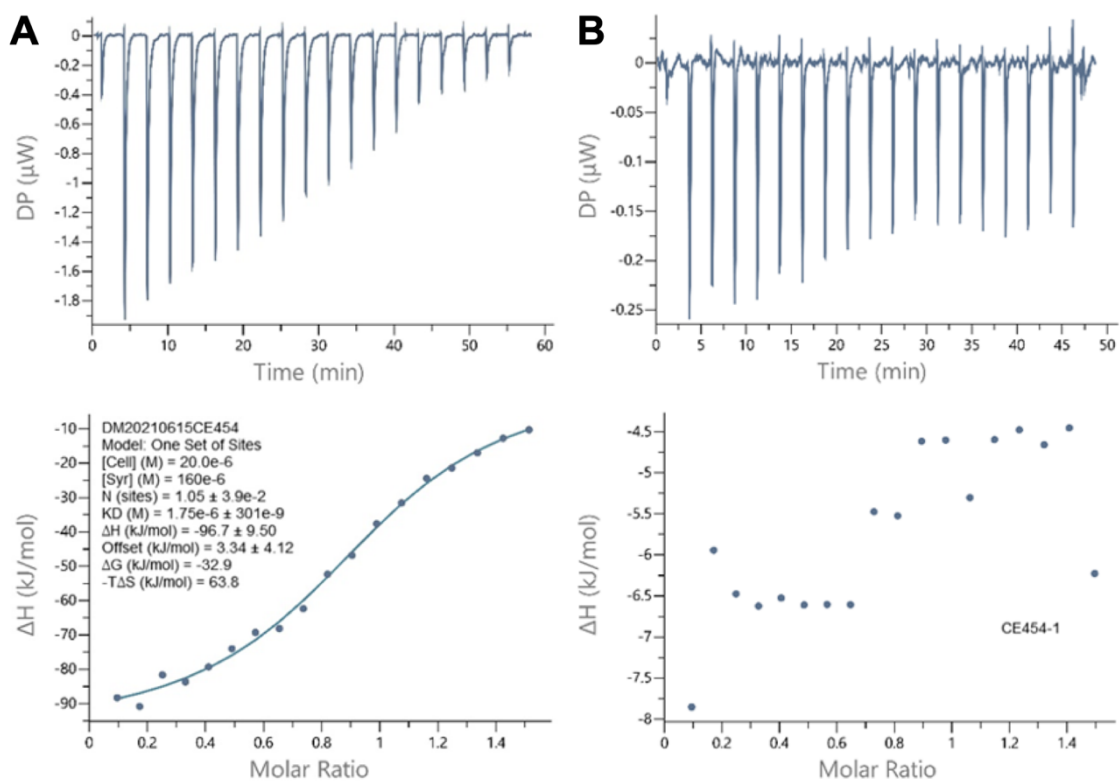 A
0
-0.2
-0.4
-0.6
-0.8
-1
-1.2
-1.4
-1.6
-1.8
DP (µW)
0 10 20 30 40 50 60
Time (min)
B
0
-0.05
-0.1
-0.15
-0.2
-0.25
DP (µW)
0 5 10 15 20 25 30 35 40 45 50
Time (min)
-10
-20
-30
-40
-50
-60
-70
-80
-90
ΔH (kJ/mol)
DM20210615CE454
Model: One Set of Sites
[Cell] (M) = 20.0e-6
[Syr] (M) = 160e-6
N (sites) = 1.05 ± 3.9e-2
KD (M) = 1.75e-6 ± 301e-9
ΔH (kJ/mol) = -96.7 ± 9.50
Offset (kJ/mol) = 3.34 ± 4.12
ΔG (kJ/mol) = -32.9
-TΔS (kJ/mol) = 63.8
0 0.2 0.4 0.6 0.8 1 1.2 1.4
Molar Ratio
-4.5
-5
-5.5
-6
-6.5
-7
-7.5
-8
ΔH (kJ/mol)
CE454-1
0 0.2 0.4 0.6 0.8 1 1.2 1.4
Molar Ratio